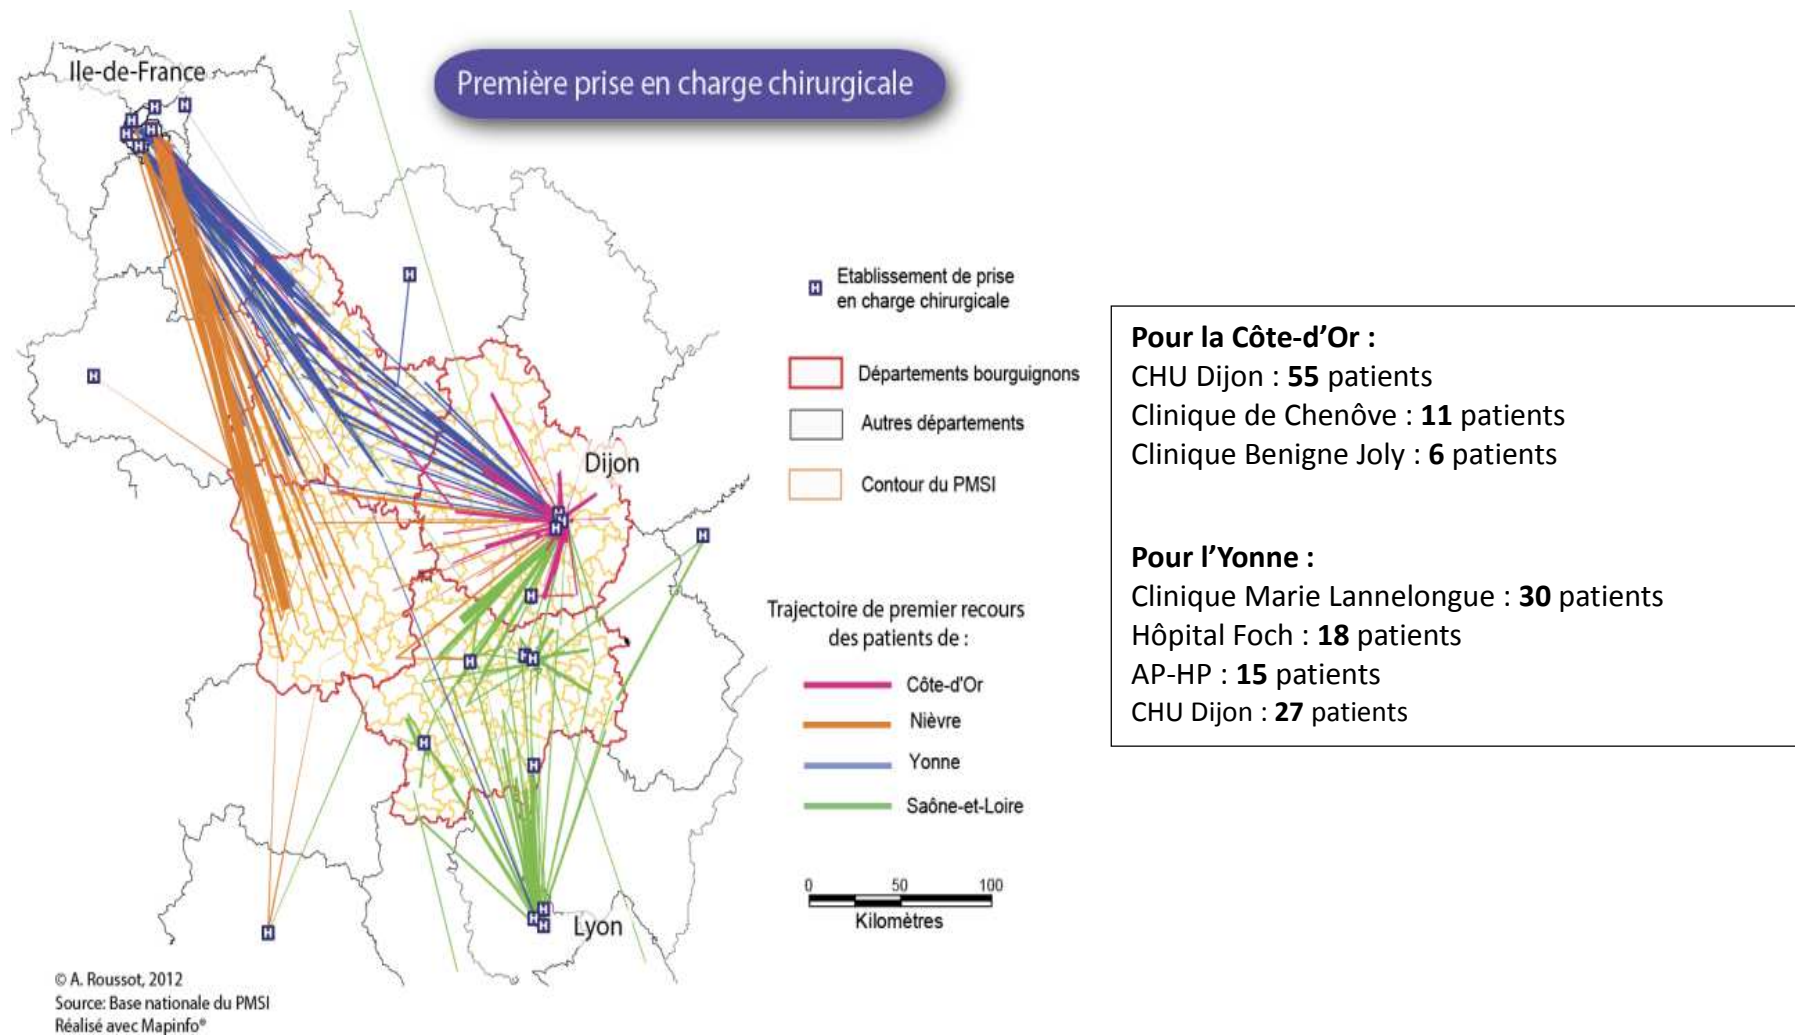 Ile-de-France
Première prise en charge chirurgicale
H
Etablissement de prise
en charge chirurgicale
Départements bourguignons
Autres départements
Contour du PMSI
Dijon
Trajectoire de premier recours
des patients de :
Côte-d'Or
Nièvre
Yonne
Saône-et-Loire
0 50 100
Kilomètres
Lyon
© A. Roussot, 2012
Source: Base nationale du PMSI
Réalisé avec Mapinfo®
Pour la Côte-d’Or :
CHU Dijon : 55 patients
Clinique de Chenôve : 11 patients
Clinique Benigne Joly : 6 patients
Pour l’Yonne :
Clinique Marie Lannelongue : 30 patients
Hôpital Foch : 18 patients
AP-HP : 15 patients
CHU Dijon : 27 patients